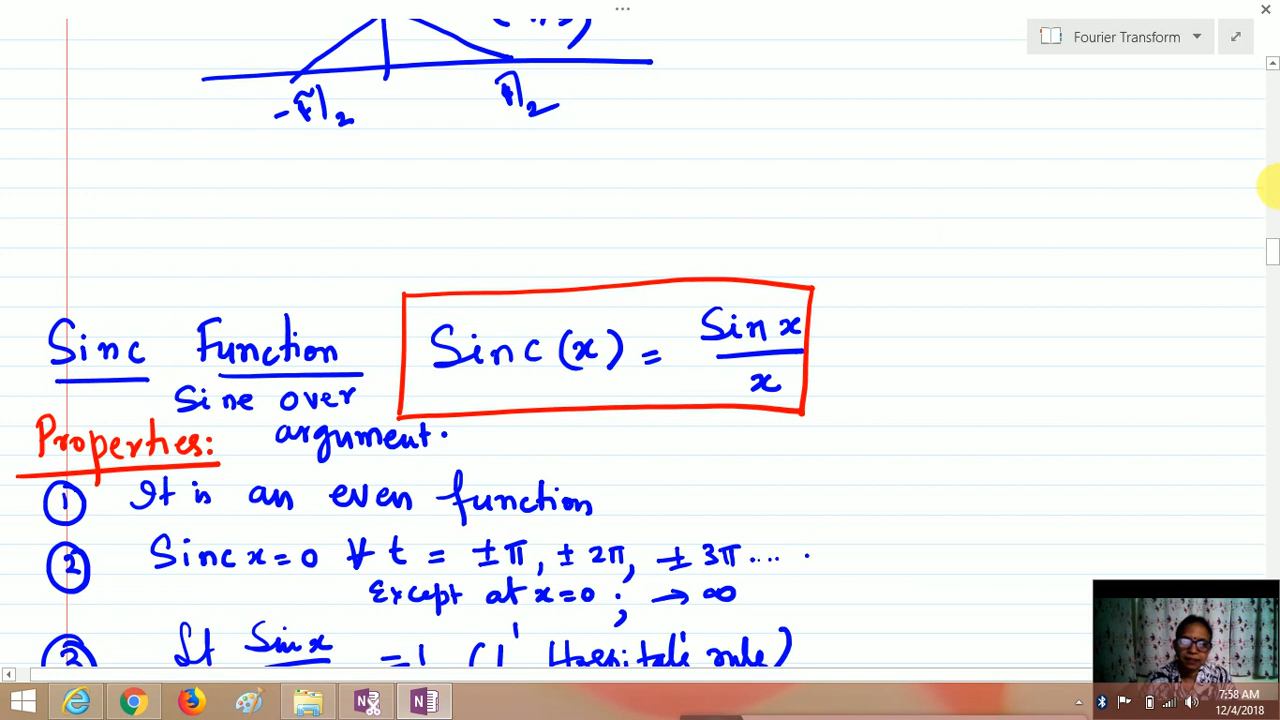 Fourier Transform
-τ/2
τ/2
Sinc Function
Sinc(x) = Sin x / x
Sine over
argument.
Properties:
① It is an even function
② Sinc x=0 ∀ t = ±π, ±2π, ±3π....
Except at x=0 ; → ∞
③ Lt Sin x =1 (L' Hospital's rule)
7:58 AM
12/4/2018